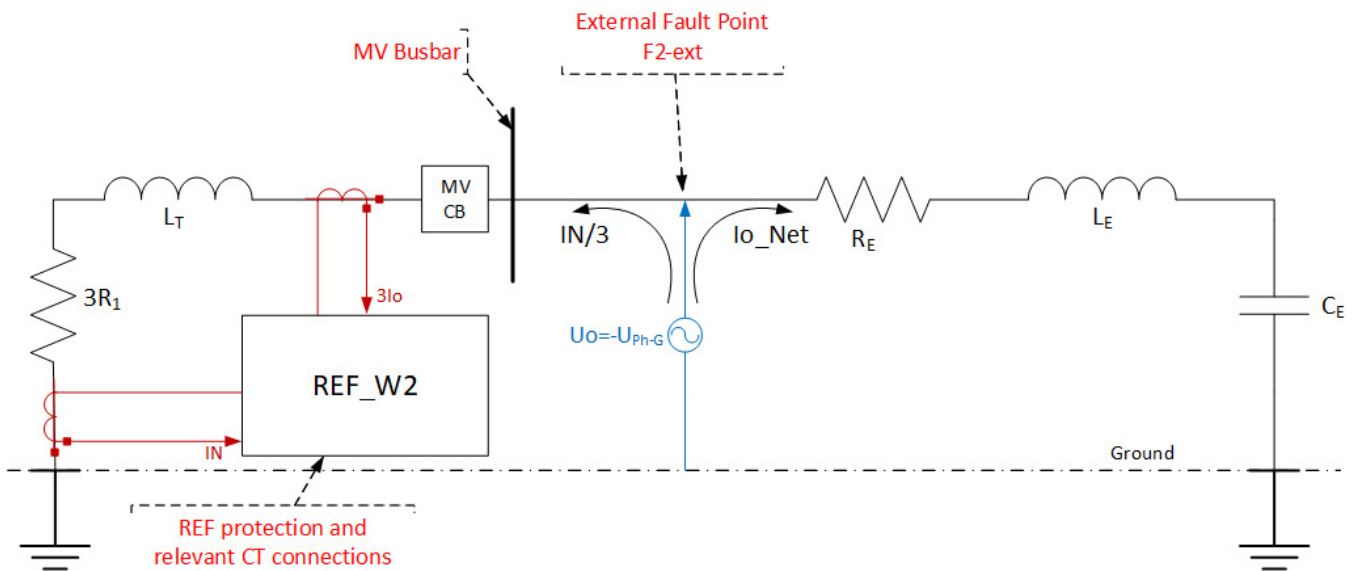 External Fault Point
F2-ext
MV Busbar
MV
CB
L_T
IN/3
Io_Net
R_E
L_E
3R_1
3Io
C_E
Uo=-U_Ph-G
REF_W2
IN
Ground
REF protection and
relevant CT connections